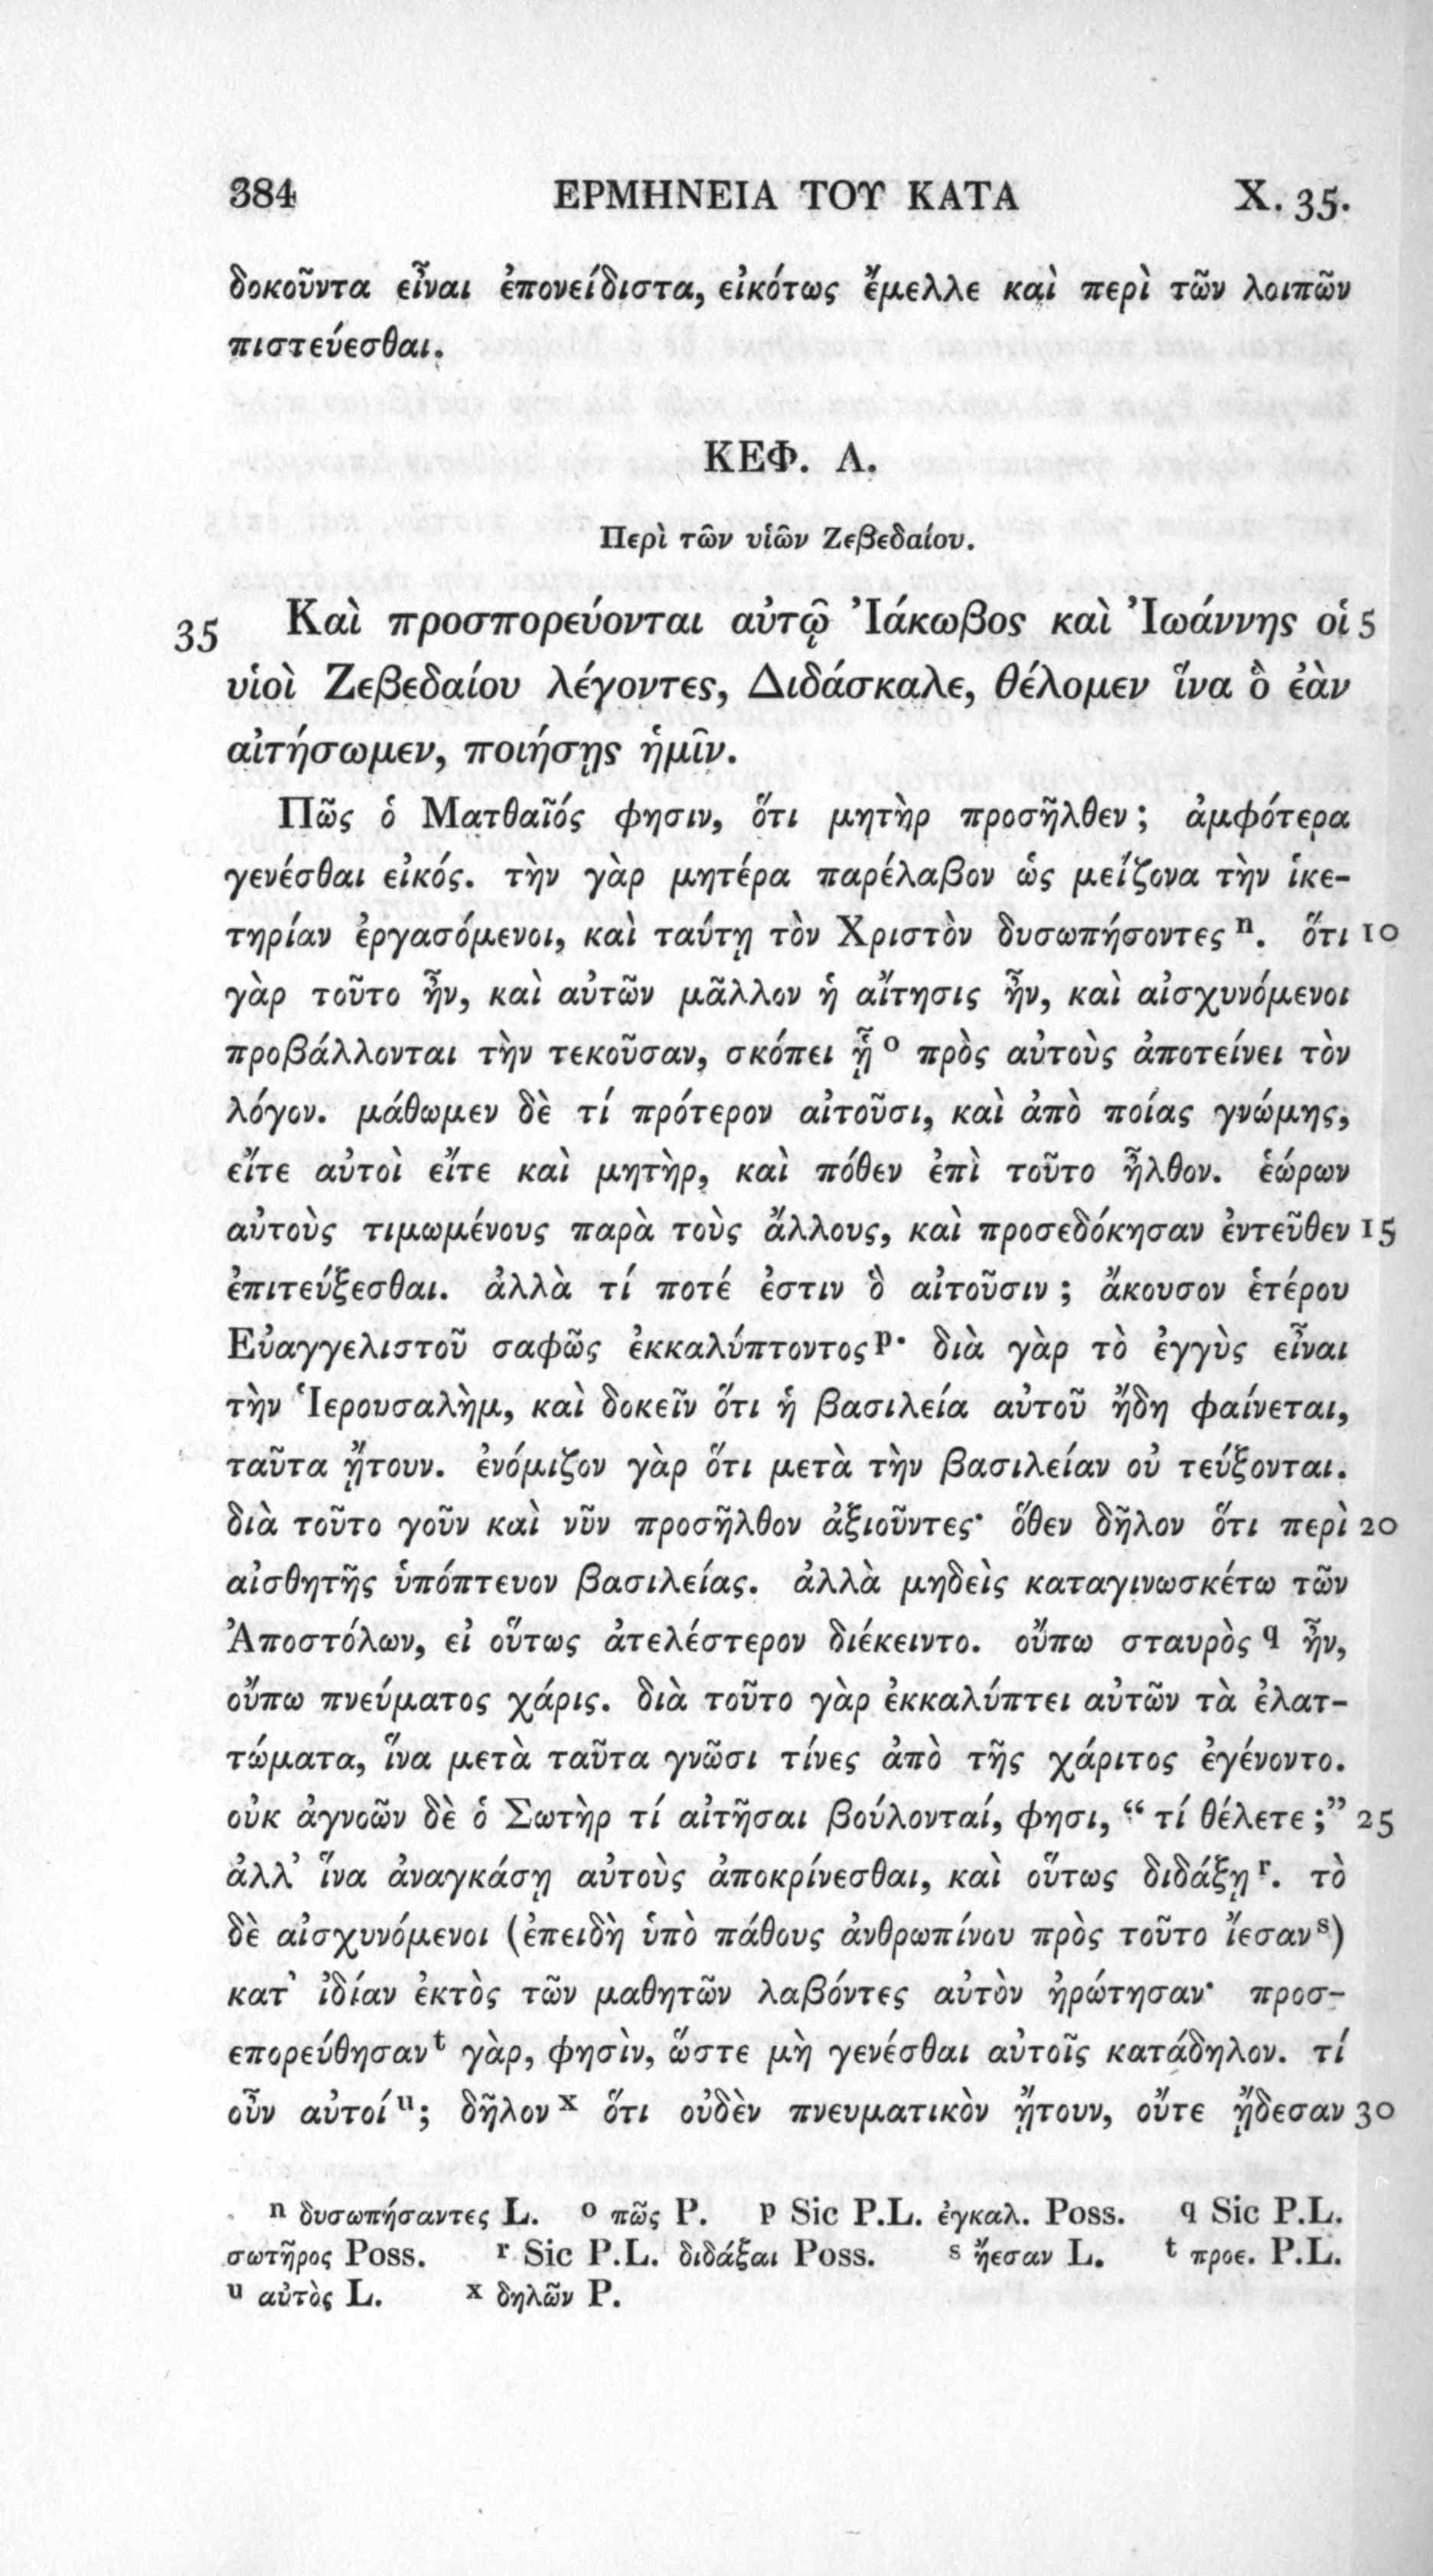 384 ΕΡΜΗΝΕΙΑ ΤΟΥ ΚΑΤΑ X. 35.
δοκοῦντα εἶναι ἐπονείδιστα, εἰκότως ἔμελλε καὶ περὶ τῶν λοιπῶν
πιστεύεσθαι.
ΚΕΦ. Λ.
Περὶ τῶν υἱῶν Ζεβεδαίου.
35 Καὶ προσπορεύονται αὐτῷ Ἰάκωβος καὶ Ἰωάννης οἱ 5
υἱοὶ Ζεβεδαίου λέγοντες, Διδάσκαλε, θέλομεν ἵνα ὃ ἐὰν
αἰτήσωμεν, ποιήσῃς ἡμῖν.
Πῶς ὁ Ματθαῖός φησιν, ὅτι μητὴρ προσῆλθεν; ἀμφότερα
γενέσθαι εἰκός. τὴν γὰρ μητέρα παρέλαβον ὡς μείζονα τὴν ἱκε-
τηρίαν ἐργασόμενοι, καὶ ταύτῃ τὸν Χριστὸν δυσωπήσοντες n. ὅτι 10
γὰρ τοῦτο ἦν, καὶ αὐτῶν μᾶλλον ἡ αἴτησις ἦν, καὶ αἰσχυνόμενοι
προβάλλονται τὴν τεκοῦσαν, σκόπει ᾗ o πρὸς αὐτοὺς ἀποτείνει τὸν
λόγον. μάθωμεν δὲ τί πρότερον αἰτοῦσι, καὶ ἀπὸ ποίας γνώμης,
εἴτε αὐτοὶ εἴτε καὶ μητὴρ, καὶ πόθεν ἐπὶ τοῦτο ἦλθον. ἑώρων
αὐτοὺς τιμωμένους παρὰ τοὺς ἄλλους, καὶ προσεδόκησαν ἐντεῦθεν 15
ἐπιτεύξεσθαι. ἀλλὰ τί ποτέ ἐστιν ὃ αἰτοῦσιν; ἄκουσον ἑτέρου
Εὐαγγελιστοῦ σαφῶς ἐκκαλύπτοντος p· διὰ γὰρ τὸ ἐγγὺς εἶναι
τὴν Ἱερουσαλὴμ, καὶ δοκεῖν ὅτι ἡ βασιλεία αὐτοῦ ἤδη φαίνεται,
ταῦτα ᾔτουν. ἐνόμιζον γὰρ ὅτι μετὰ τὴν βασιλείαν οὐ τεύξονται.
διὰ τοῦτο γοῦν καὶ νῦν προσῆλθον ἀξιοῦντες· ὅθεν δῆλον ὅτι περὶ 20
αἰσθητῆς ὑπόπτευον βασιλείας. ἀλλὰ μηδεὶς καταγινωσκέτω τῶν
Ἀποστόλων, εἰ οὕτως ἀτελέστερον διέκειντο. οὔπω σταυρὸς q ἦν,
οὔπω πνεύματος χάρις. διὰ τοῦτο γὰρ ἐκκαλύπτει αὐτῶν τὰ ἐλατ-
τώματα, ἵνα μετὰ ταῦτα γνῶσι τίνες ἀπὸ τῆς χάριτος ἐγένοντο.
οὐκ ἀγνοῶν δὲ ὁ Σωτὴρ τί αἰτῆσαι βούλονταί, φησι, “ τί θέλετε ;” 25
ἀλλ’ ἵνα ἀναγκάσῃ αὐτοὺς ἀποκρίνεσθαι, καὶ οὕτως διδάξῃ r. τὸ
δὲ αἰσχυνόμενοι (ἐπειδὴ ὑπὸ πάθους ἀνθρωπίνου πρὸς τοῦτο ἴεσαν s)
κατ’ ἰδίαν ἐκτὸς τῶν μαθητῶν λαβόντες αὐτὸν ἠρώτησαν· προσ-
επορεύθησαν t γὰρ, φησὶν, ὥστε μὴ γενέσθαι αὐτοῖς κατάδηλον. τί
οὖν αὐτοί u; δῆλον x ὅτι οὐδὲν πνευματικὸν ᾔτουν, οὔτε ᾔδεσαν 30
n δυσωπήσαντες L. o πῶς P. p Sic P.L. ἐγκαλ. Poss. q Sic P.L.
σωτῆρος Poss. r Sic P.L. διδάξαι Poss. s ᾔεσαν L. t προε. P.L.
u αὐτὸς L. x δηλῶν P.